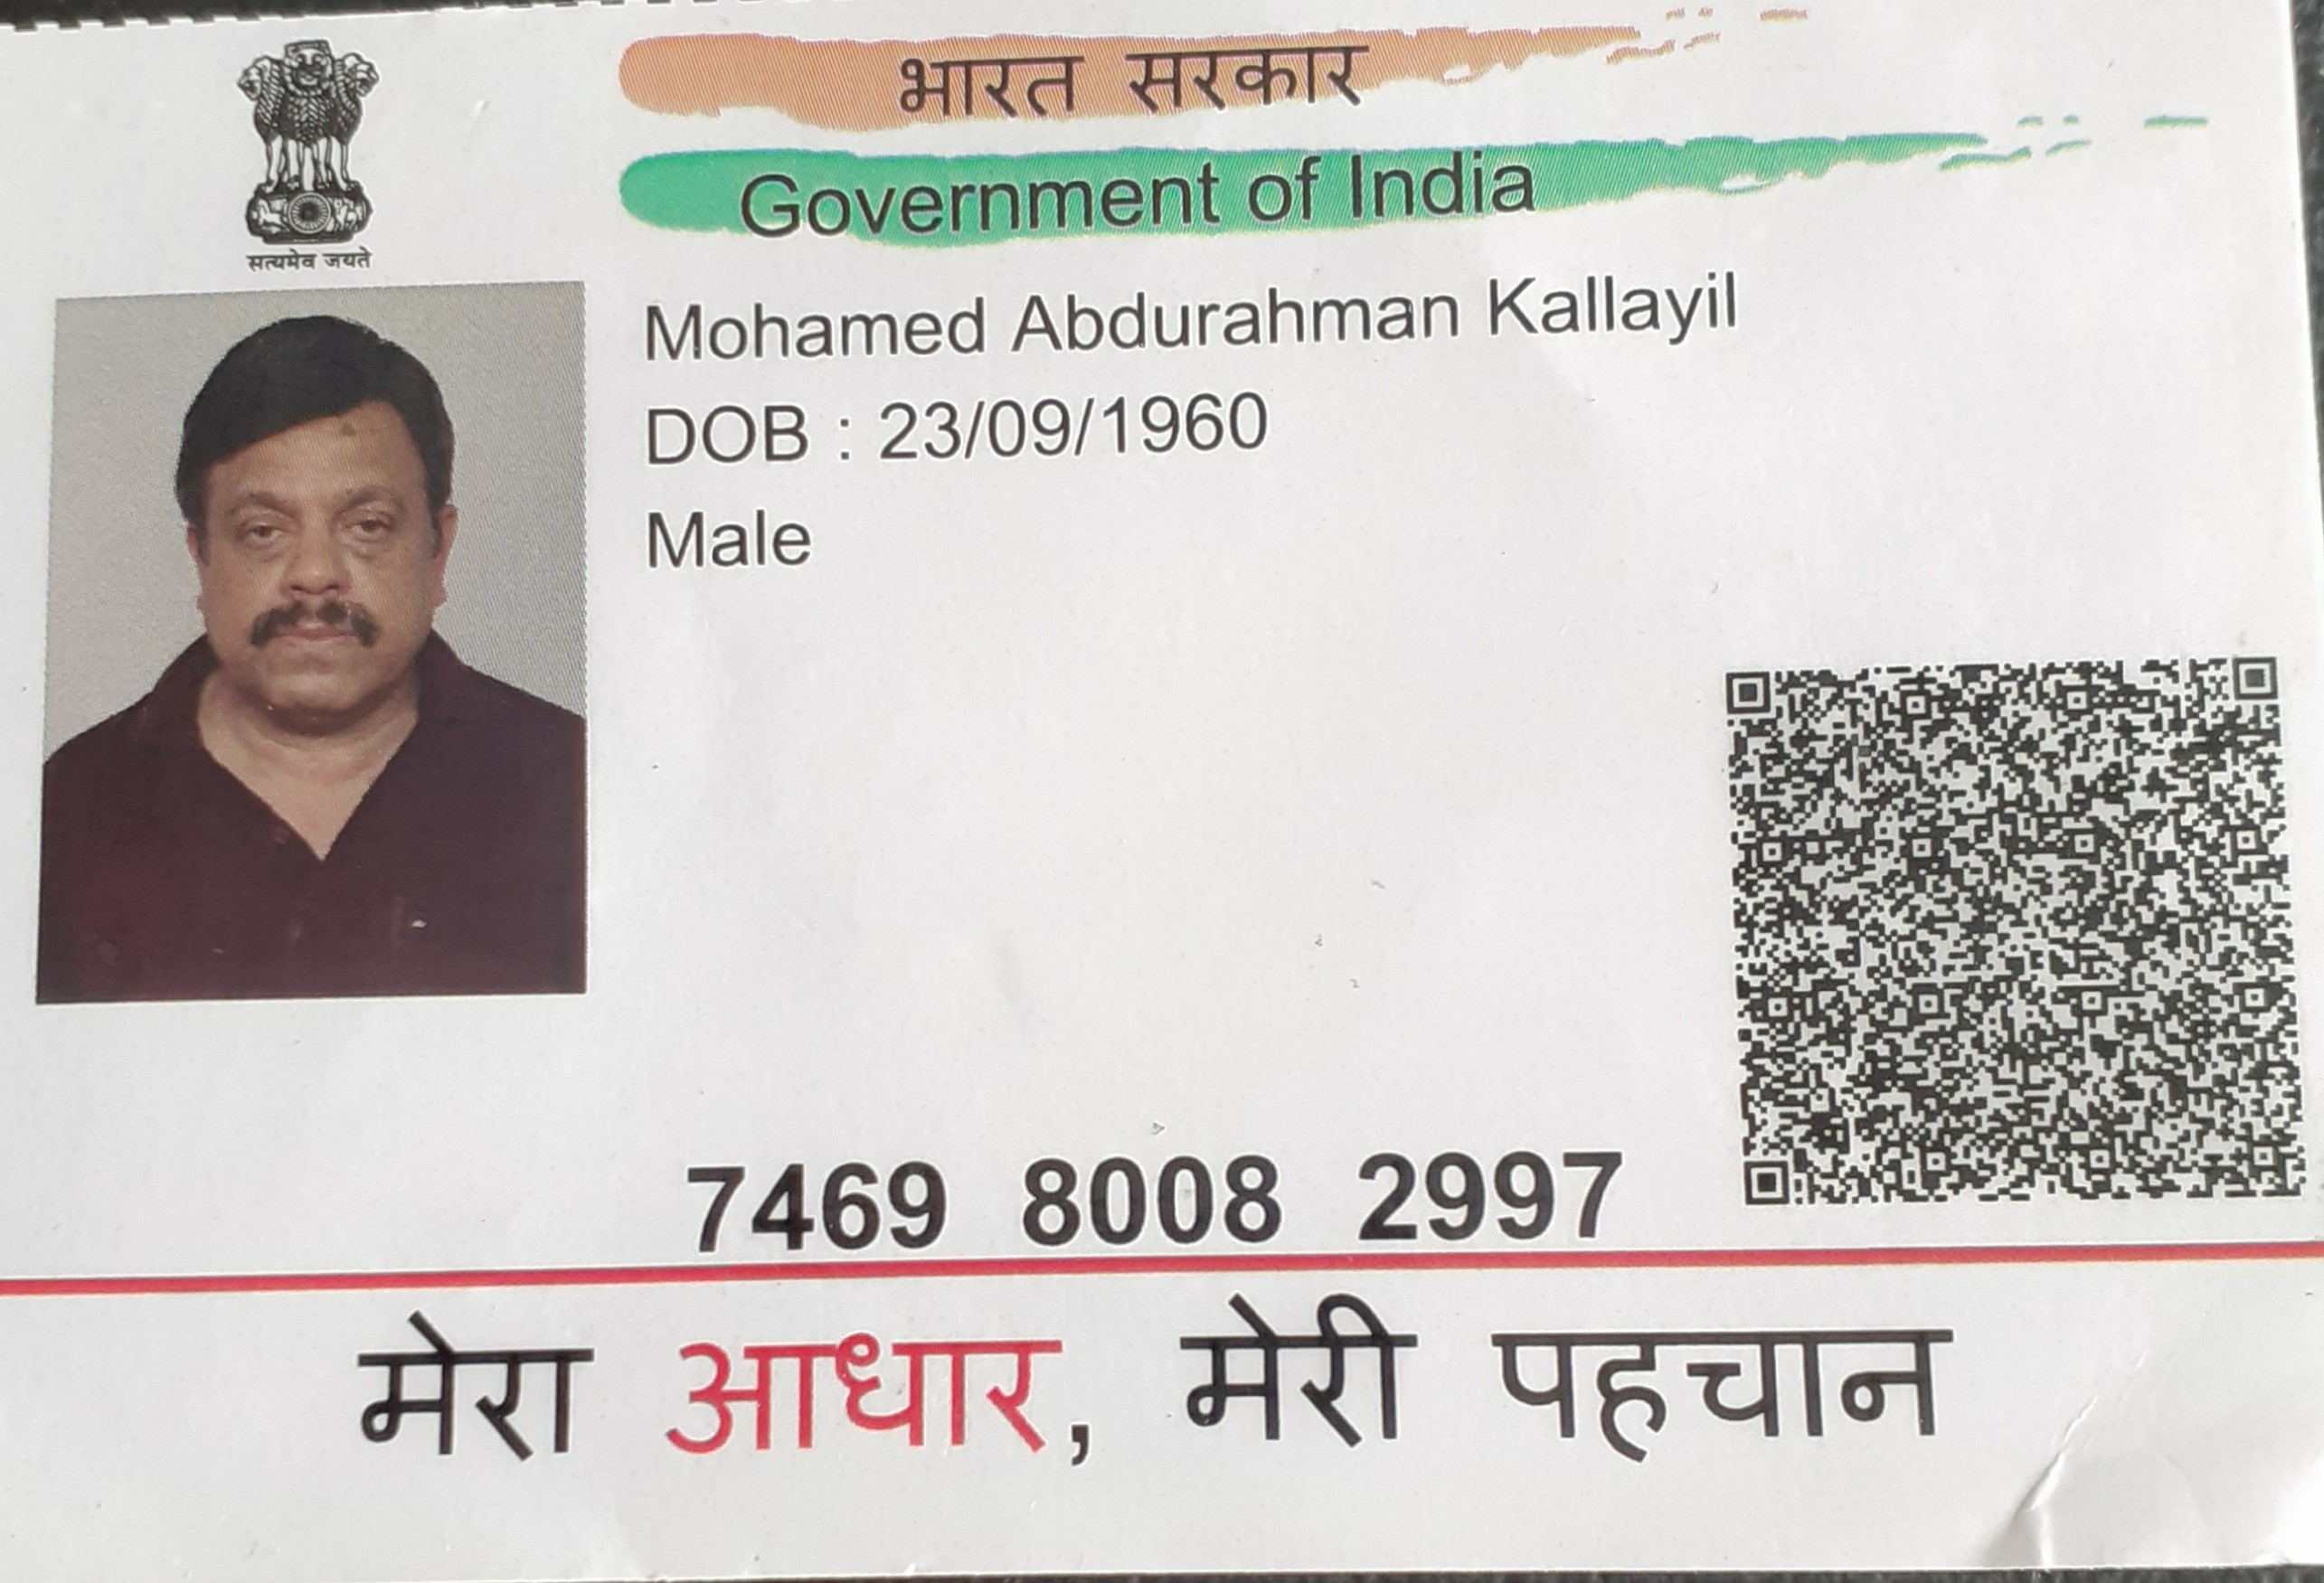 सत्यमेव जयते
भारत सरकार
Government of India
Mohamed Abdurahman Kallayil
DOB : 23/09/1960
Male
7469 8008 2997
मेरा आधार, मेरी पहचान